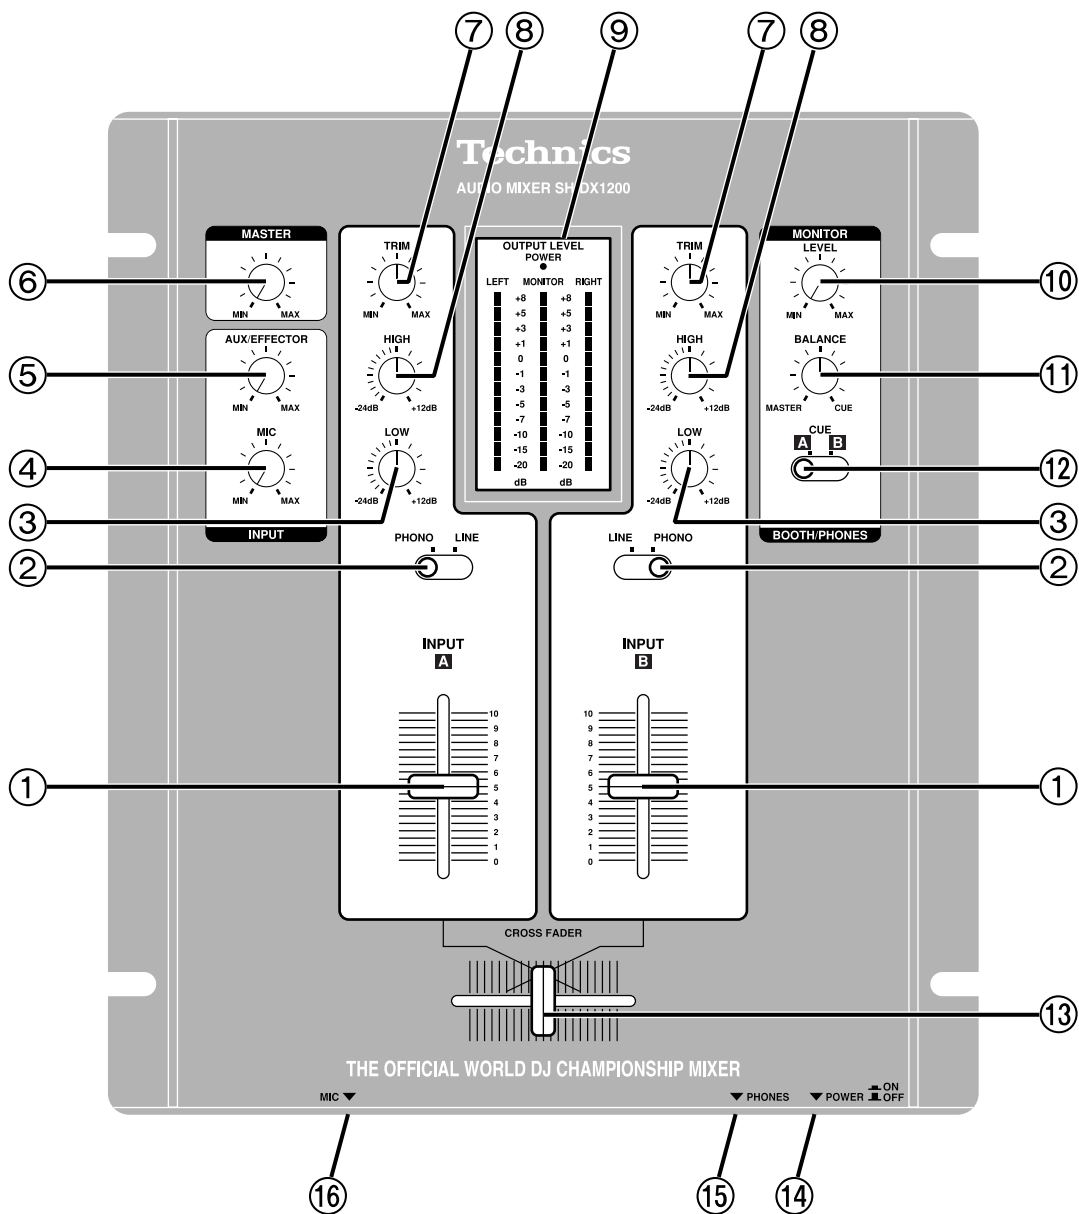 ⑦ ⑧ ⑨ ⑦ ⑧
Technics
AUDIO MIXER SH-DX1200
MASTER
MIN MAX
⑥
AUX/EFFECTOR
MIN MAX
⑤
MIC
MIN MAX
④
INPUT
③
②
①
TRIM
MIN MAX
HIGH
-24dB +12dB
LOW
-24dB +12dB
PHONO LINE
INPUT
A
10
9
8
7
6
5
4
3
2
1
0
OUTPUT LEVEL
POWER
LEFT MONITOR RIGHT
+8 +8
+5 +5
+3 +3
+1 +1
0 0
-1 -1
-3 -3
-5 -5
-7 -7
-10 -10
-15 -15
-20 -20
dB dB
TRIM
MIN MAX
HIGH
-24dB +12dB
LOW
-24dB +12dB
LINE PHONO
INPUT
B
10
9
8
7
6
5
4
3
2
1
0
MONITOR
LEVEL
MIN MAX
⑩
BALANCE
MASTER CUE
⑪
CUE
A B
⑫
BOOTH/PHONES
③
②
①
CROSS FADER
⑬
THE OFFICIAL WORLD DJ CHAMPIONSHIP MIXER
MIC ▼ ▼ PHONES ▼ POWER ON
OFF
⑯ ⑮ ⑭